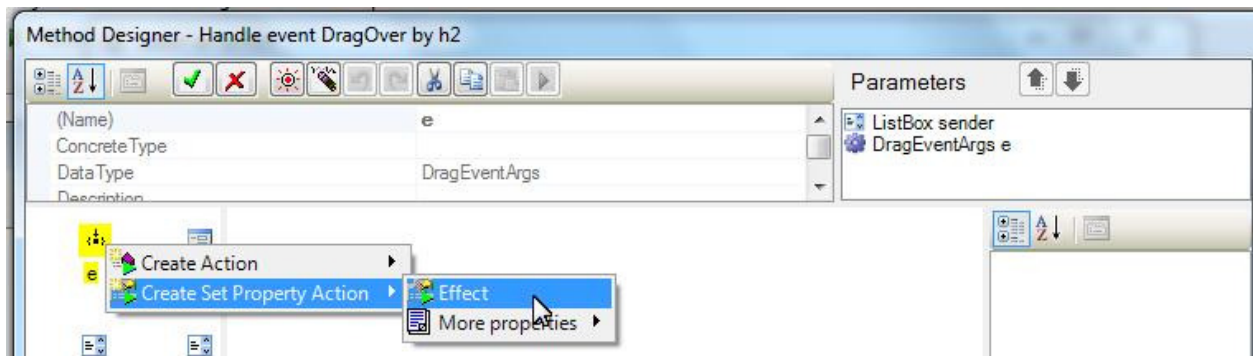 Method Designer - Handle event DragOver by h2
Parameters
(Name) e
ConcreteType
DataType DragEventArgs
Description
ListBox sender
DragEventArgs e
e
Create Action
Create Set Property Action
Effect
More properties